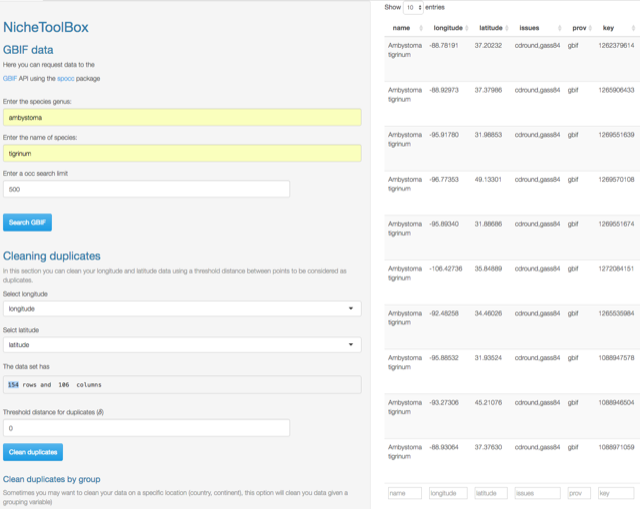 NicheToolBox
GBIF data
Here you can request data to the
GBIF API using the spocc package
Enter the species genus:
ambystoma
Enter the name of species:
tigrinum
Enter a occ search limit
500
Search GBIF
Cleaning duplicates
In this section you can clean your longitude and latitude data using a threshold distance between points to be considered as
duplicates.
Select longitude
longitude
Selct latitude
latitude
The data set has
154 rows and 106 columns
Threshold distance for duplicates (δ)
0
Clean duplicates
Clean duplicates by group
Sometimes you may want to clean your data on a specific location (country, continent), this option will clean you data given a
grouping variable)
Show 10 entries
name longitude latitude issues prov key
Ambystoma -88.78191 37.20232 cdround,gass84 gbif 1262379614
tigrinum
Ambystoma -88.92973 37.37986 cdround,gass84 gbif 1265906433
tigrinum
Ambystoma -95.91780 31.98853 cdround,gass84 gbif 1269551639
tigrinum
Ambystoma -96.77353 49.13301 cdround,gass84 gbif 1269570108
tigrinum
Ambystoma -95.89340 31.88686 cdround,gass84 gbif 1269551674
tigrinum
Ambystoma -106.42736 35.84889 cdround,gass84 gbif 1272084151
tigrinum
Ambystoma -92.48258 34.46026 cdround,gass84 gbif 1265535984
tigrinum
Ambystoma -95.88532 31.93524 cdround,gass84 gbif 1088947578
tigrinum
Ambystoma -93.27306 45.21076 cdround,gass84 gbif 1088946504
tigrinum
Ambystoma -88.93064 37.37630 cdround,gass84 gbif 1088971059
tigrinum
name longitude latitude issues prov key